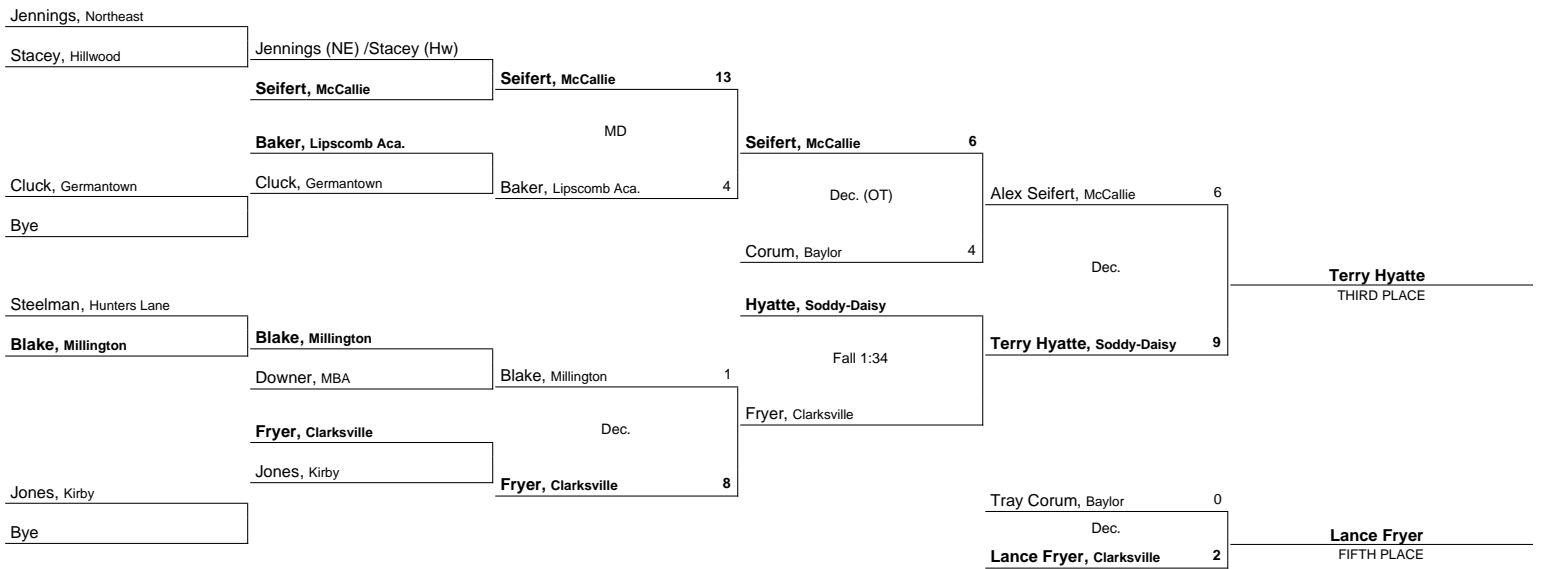 Jennings, Northeast
Stacey, Hillwood
Cluck, Germantown
Bye
Steelman, Hunters Lane
Blake, Millington
Jones, Kirby
Bye
Jennings (NE) /Stacey (Hw)
Seifert, McCallie
Baker, Lipscomb Aca.
Cluck, Germantown
Blake, Millington
Downer, MBA
Fryer, Clarksville
Jones, Kirby
Seifert, McCallie 13
MD
Baker, Lipscomb Aca. 4
Blake, Millington 1
Dec.
Fryer, Clarksville 8
Seifert, McCallie 6
Dec. (OT)
Corum, Baylor 4
Hyatte, Soddy-Daisy
Fall 1:34
Fryer, Clarksville
Alex Seifert, McCallie 6
Dec.
Terry Hyatte, Soddy-Daisy 9
Terry Hyatte
THIRD PLACE
Tray Corum, Baylor 0
Dec.
Lance Fryer, Clarksville 2
Lance Fryer
FIFTH PLACE